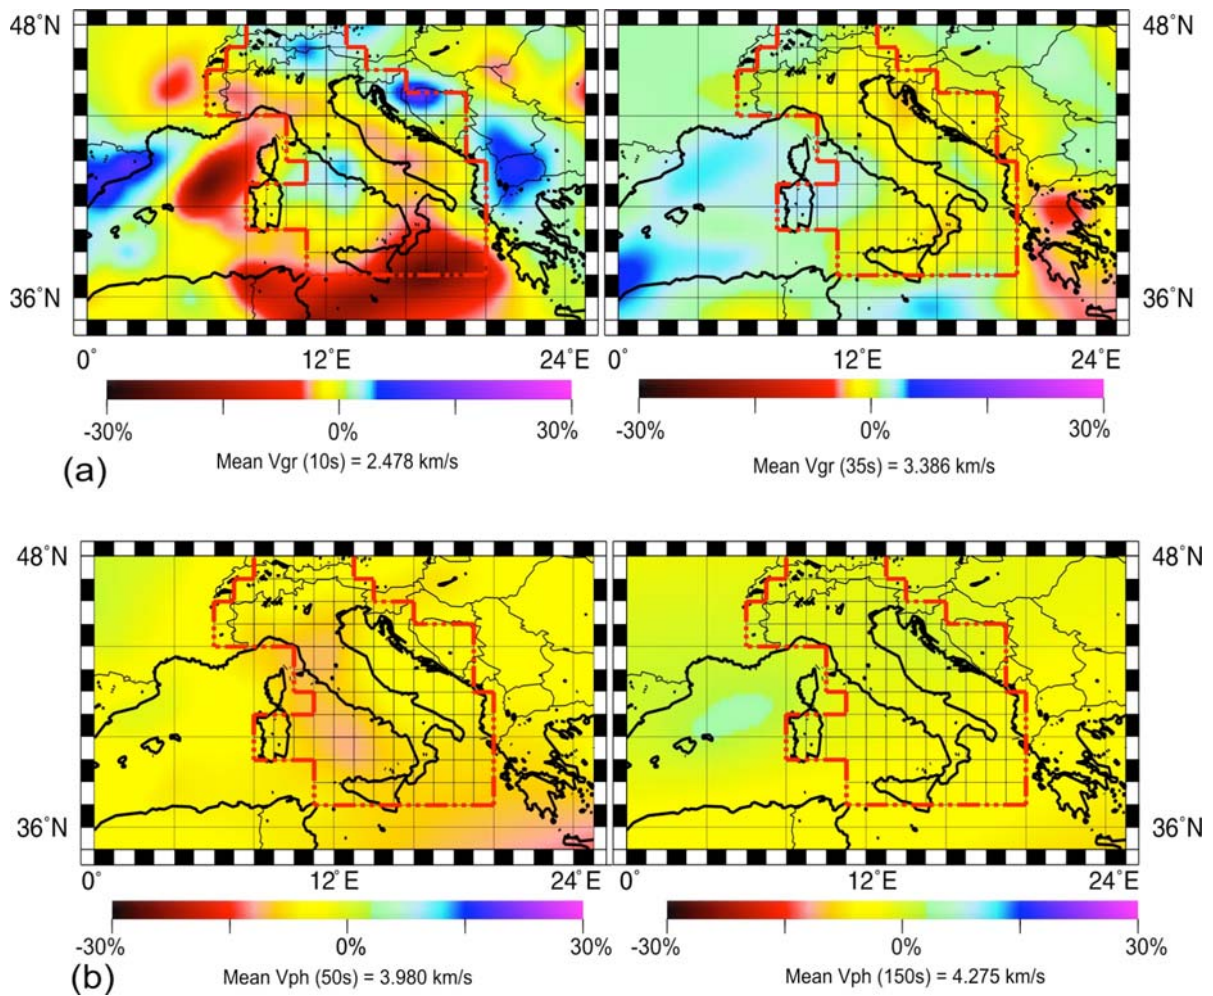 48°N
36°N
0° 12°E 24°E 0° 12°E 24°E
48°N
36°N
-30% 0% 30% -30% 0% 30%
Mean Vgr (10s) = 2.478 km/s Mean Vgr (35s) = 3.386 km/s
(a)
48°N 48°N
36°N 36°N
0° 12°E 24°E 0° 12°E 24°E
-30% 0% 30% -30% 0% 30%
Mean Vph (50s) = 3.980 km/s Mean Vph (150s) = 4.275 km/s
(b)